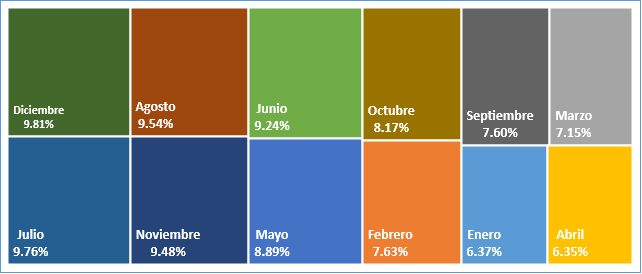 Diciembre
9.81%
Agosto
9.54%
Junio
9.24%
Octubre
8.17%
Septiembre
7.60%
Marzo
7.15%
Julio
9.76%
Noviembre
9.48%
Mayo
8.89%
Febrero
7.63%
Enero
6.37%
Abril
6.35%